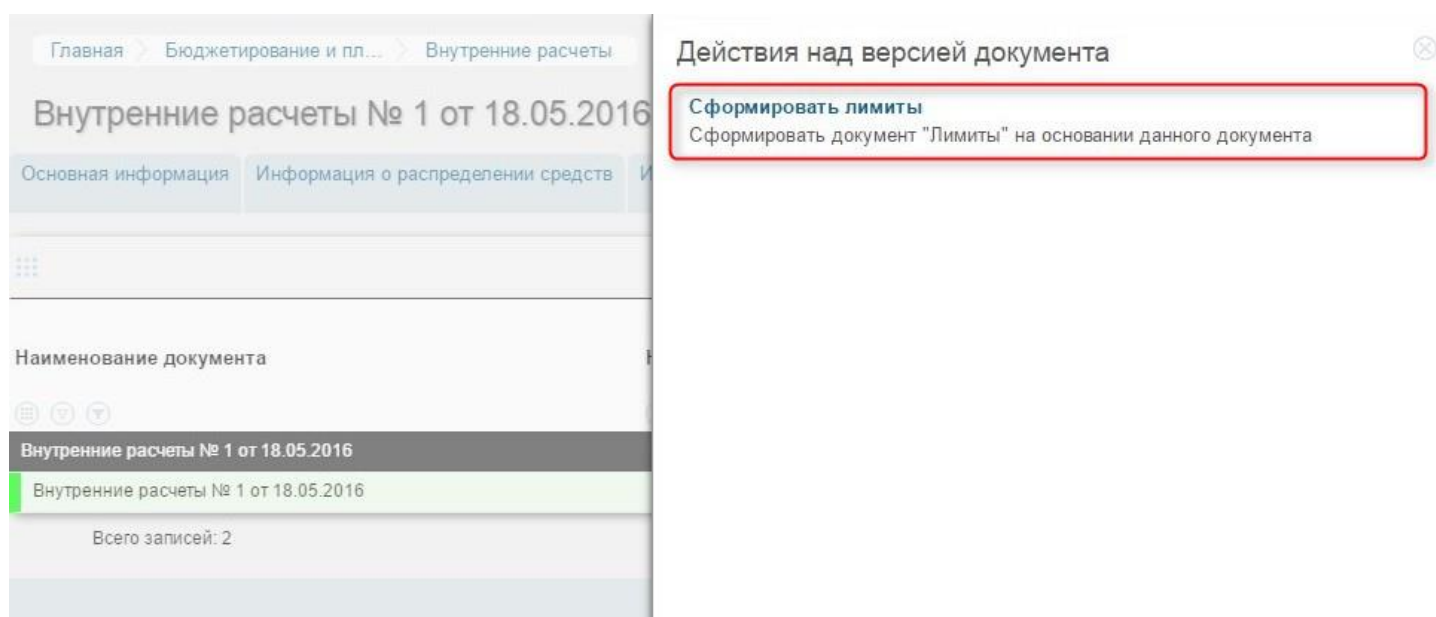 Главная Бюджетирование и пл... Внутренние расчеты
Внутренние расчеты № 1 от 18.05.2016
Основная информация Информация о распределении средств И
Наименование документа
Внутренние расчеты № 1 от 18.05.2016
Внутренние расчеты № 1 от 18.05.2016
Всего записей: 2
Действия над версией документа
Сформировать лимиты
Сформировать документ "Лимиты" на основании данного документа